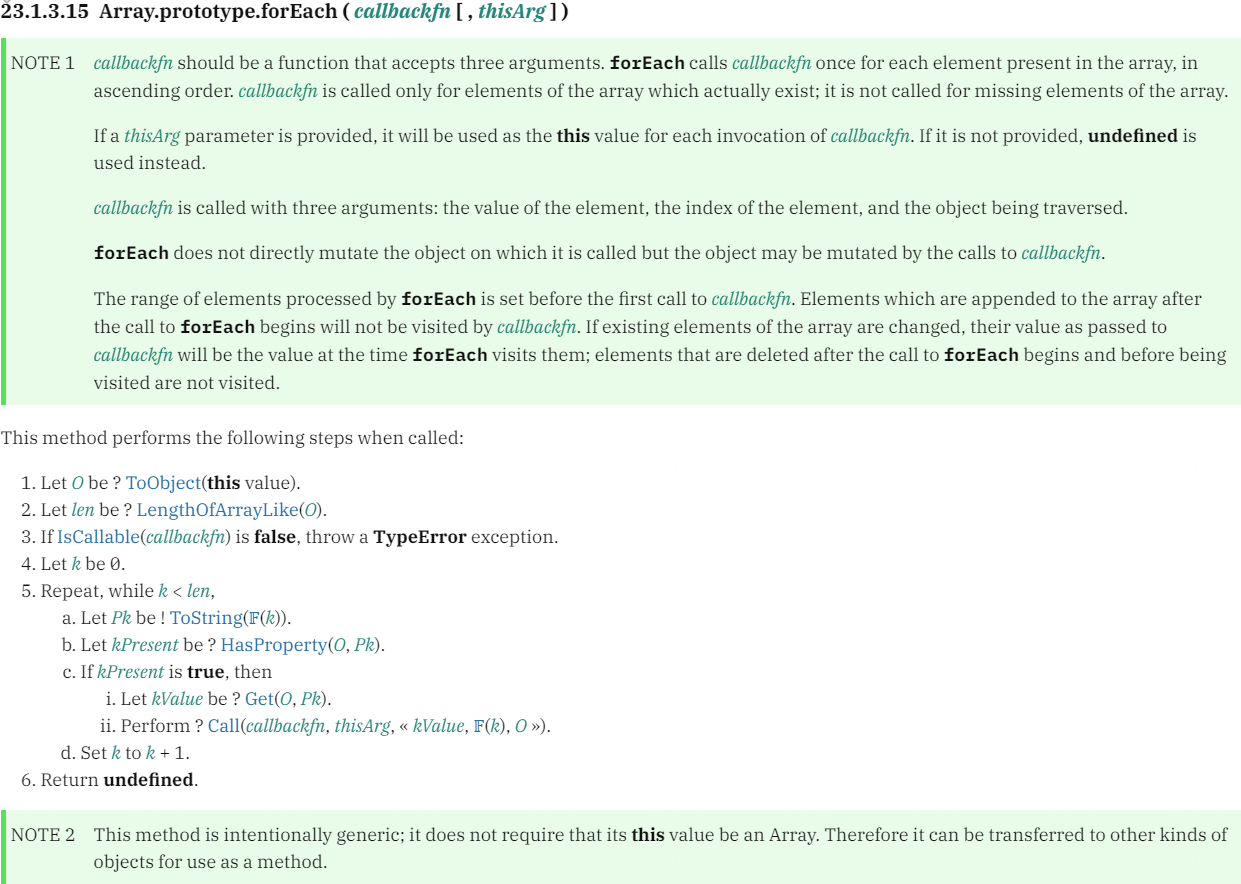 23.1.3.15 Array.prototype.forEach ( callbackfn [ , thisArg ] )
NOTE 1 callbackfn should be a function that accepts three arguments. forEach calls callbackfn once for each element present in the array, in
ascending order. callbackfn is called only for elements of the array which actually exist; it is not called for missing elements of the array.
If a thisArg parameter is provided, it will be used as the this value for each invocation of callbackfn. If it is not provided, undefined is
used instead.
callbackfn is called with three arguments: the value of the element, the index of the element, and the object being traversed.
forEach does not directly mutate the object on which it is called but the object may be mutated by the calls to callbackfn.
The range of elements processed by forEach is set before the first call to callbackfn. Elements which are appended to the array after
the call to forEach begins will not be visited by callbackfn. If existing elements of the array are changed, their value as passed to
callbackfn will be the value at the time forEach visits them; elements that are deleted after the call to forEach begins and before being
visited are not visited.
This method performs the following steps when called:
1. Let O be ? ToObject(this value).
2. Let len be ? LengthOfArrayLike(O).
3. If IsCallable(callbackfn) is false, throw a TypeError exception.
4. Let k be 0.
5. Repeat, while k < len,
a. Let Pk be ! ToString(𝔽(k)).
b. Let kPresent be ? HasProperty(O, Pk).
c. If kPresent is true, then
i. Let kValue be ? Get(O, Pk).
ii. Perform ? Call(callbackfn, thisArg, « kValue, 𝔽(k), O »).
d. Set k to k + 1.
6. Return undefined.
NOTE 2 This method is intentionally generic; it does not require that its this value be an Array. Therefore it can be transferred to other kinds of
objects for use as a method.